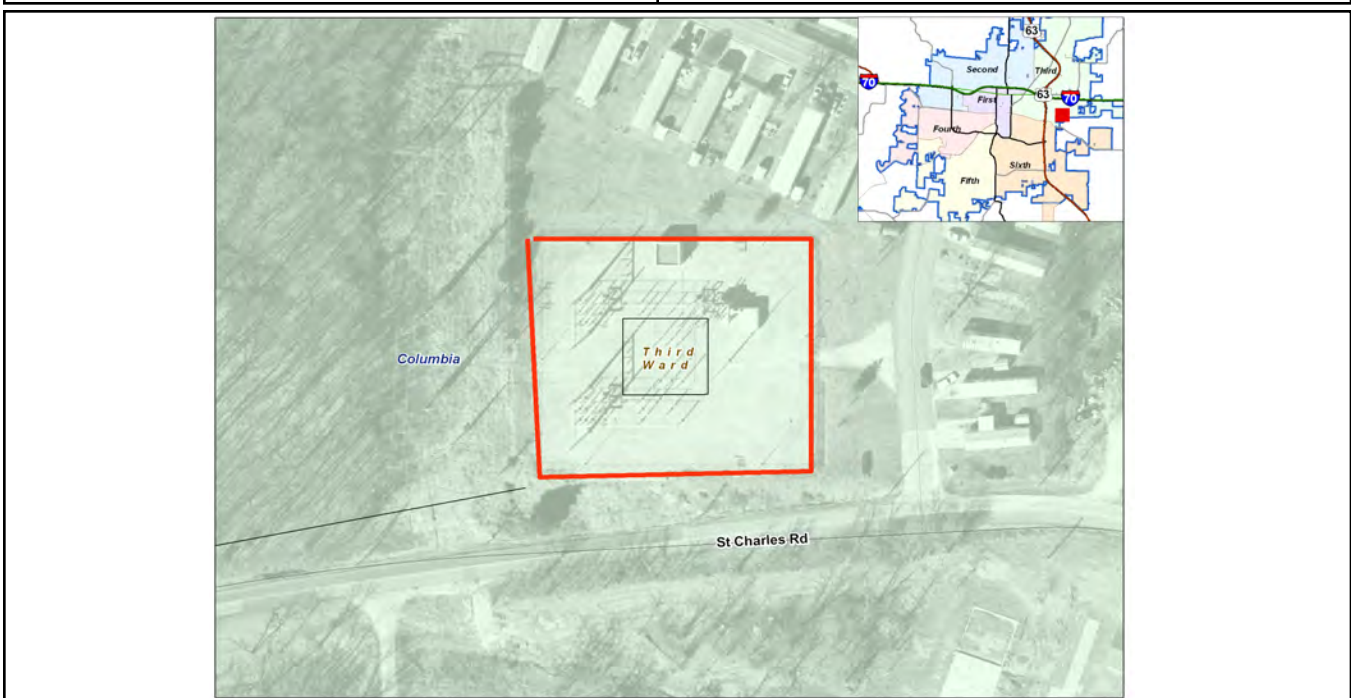 63
Second
Third
70
63
70
First
Fourth
Sixth
Fifth
Third
Ward
Columbia
St Charles Rd